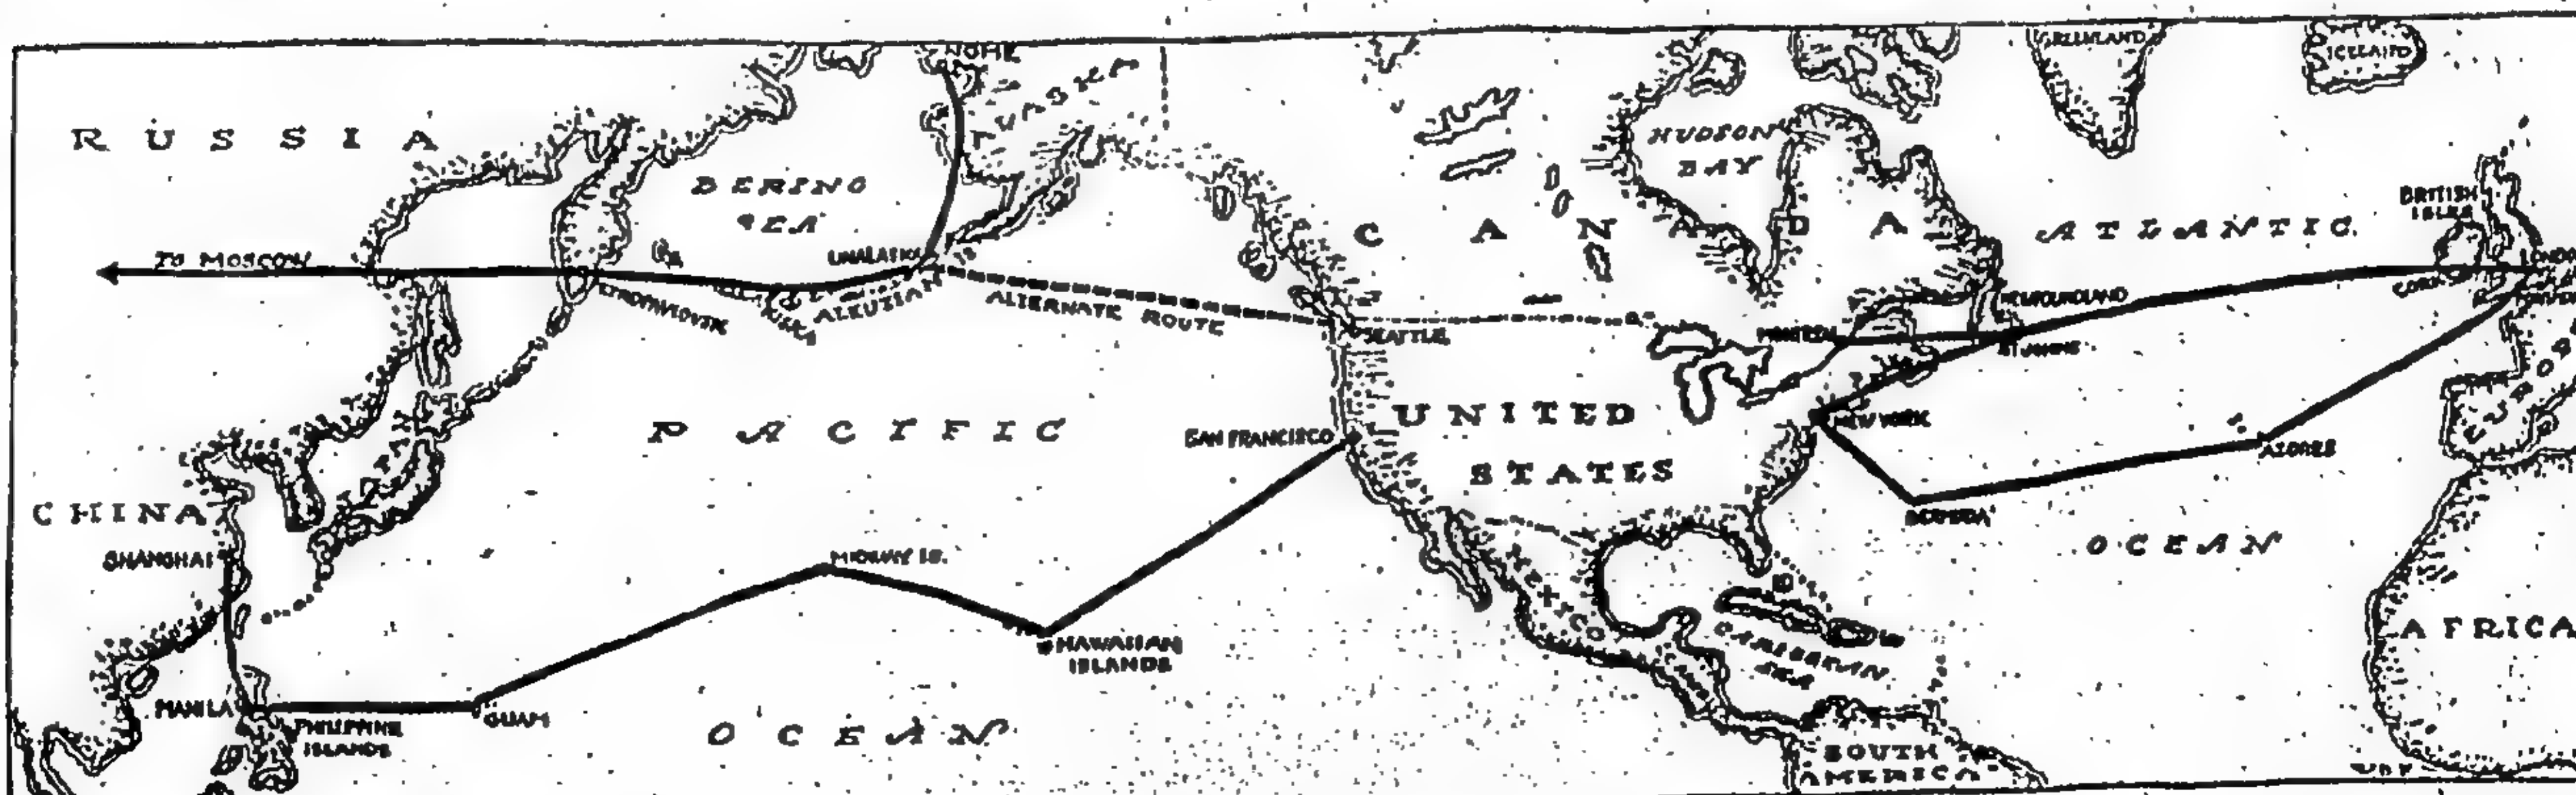 NOME
ALASKA
GREENLAND
ICELAND
RUSSIA
HUDSON
BAY
BERING
SEA
BRITISH
ISLES
CANADA
ATLANTIC
TO MOSCOW
UNALASKA
ALEUTIAN IS
ALTERNATE ROUTE
NEWFOUNDLAND
SEATTLE
ST JOHNS
PACIFIC
SAN FRANCISCO
UNITED
STATES
NEW YORK
AZORES
JAPAN
CHINA
SHANGHAI
BERMUDA
MIDWAY IS.
OCEAN
MEXICO
HAWAIIAN
ISLANDS
CARIBBEAN
SEA
AFRICA
MANILA
PHILIPPINE
ISLANDS
GUAM
OCEAN
SOUTH
AMERICA